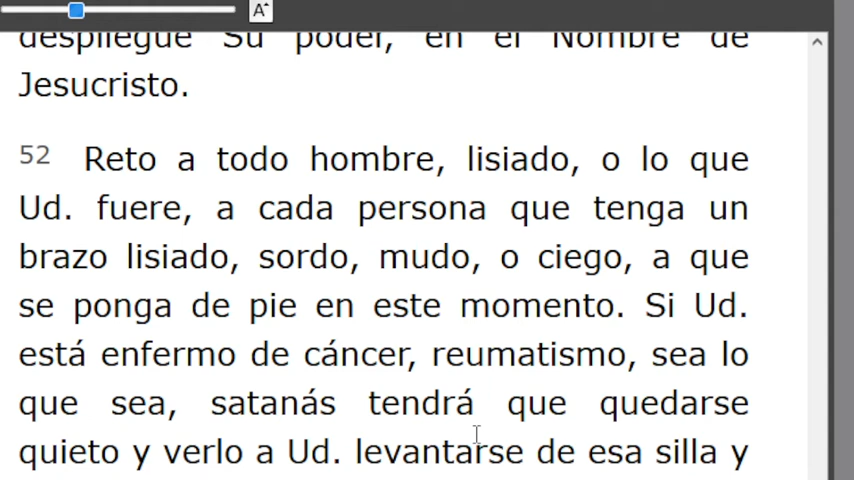 A
despliegue Su poder, en el Nombre de
Jesucristo.
52 Reto a todo hombre, lisiado, o lo que
Ud. fuere, a cada persona que tenga un
brazo lisiado, sordo, mudo, o ciego, a que
se ponga de pie en este momento. Si Ud.
está enfermo de cáncer, reumatismo, sea lo
que sea, satanás tendrá que quedarse
quieto y verlo a Ud. levantarse de esa silla y